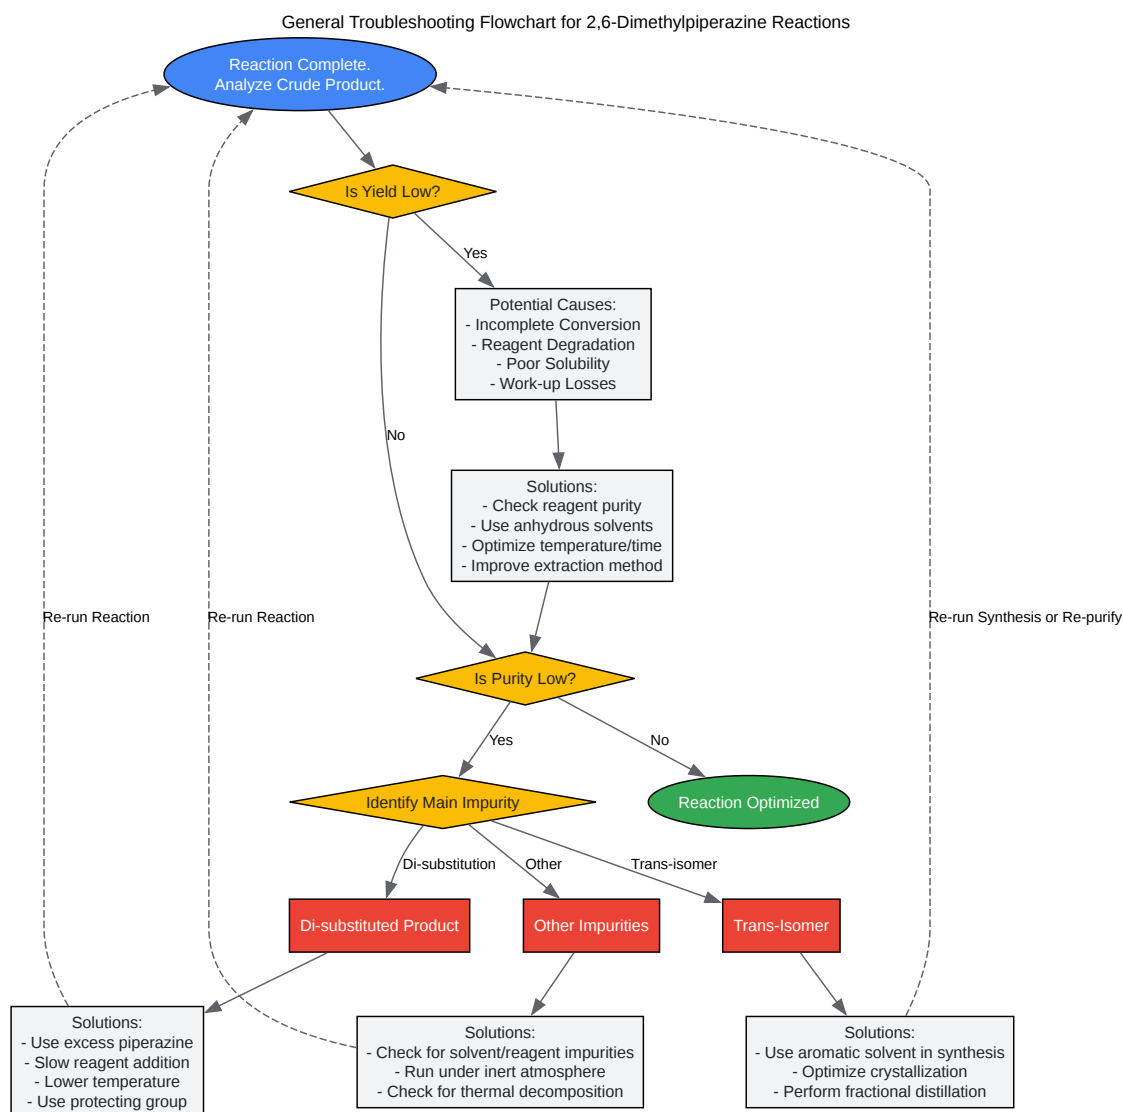 General Troubleshooting Flowchart for 2,6-Dimethylpiperazine Reactions
Reaction Complete.
Analyze Crude Product.
Is Yield Low?
Yes
Potential Causes:
- Incomplete Conversion
- Reagent Degradation
- Poor Solubility
- Work-up Losses
No
Solutions:
- Check reagent purity
- Use anhydrous solvents
- Optimize temperature/time
- Improve extraction method
Re-run Reaction
Re-run Reaction
Re-run Synthesis or Re-purify
Is Purity Low?
Yes
No
Identify Main Impurity
Reaction Optimized
Di-substitution
Other
Trans-isomer
Di-substituted Product
Other Impurities
Trans-Isomer
Solutions:
- Use excess piperazine
- Slow reagent addition
- Lower temperature
- Use protecting group
Solutions:
- Check for solvent/reagent impurities
- Run under inert atmosphere
- Check for thermal decomposition
Solutions:
- Use aromatic solvent in synthesis
- Optimize crystallization
- Perform fractional distillation